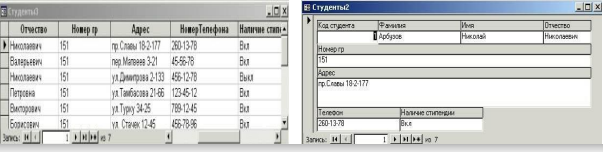 Студенты2
Отчество Номер гр Адрес НомерТелефона Наличие стип
Николаевич 151 пр.Славы 18-2-177 260-13-78 Вкл
Валерьевич 151 пер.Матвеев 3-21 45-56-78 Вкл
Николаевич 151 ул.Димитрова 2-133 456-12-78 Выкл
Петровна 151 ул.Тамбасова 21-66 123-45-12 Вкл
Викторович 151 ул.Турку 34-25 789-12-45 Вкл
Борисович 151 ул. Стачек 12-45 456-78-96 Вкл
Запись: 1 из 7
Студенты2
Код студента Фамилия Имя Отчество
1 Арбузов Николай Николаевич
Номер гр
151
Адрес
пр.Славы 18-2-177
Телефон Наличие стипендии
260-13-78 Вкл
Запись: 1 из 7